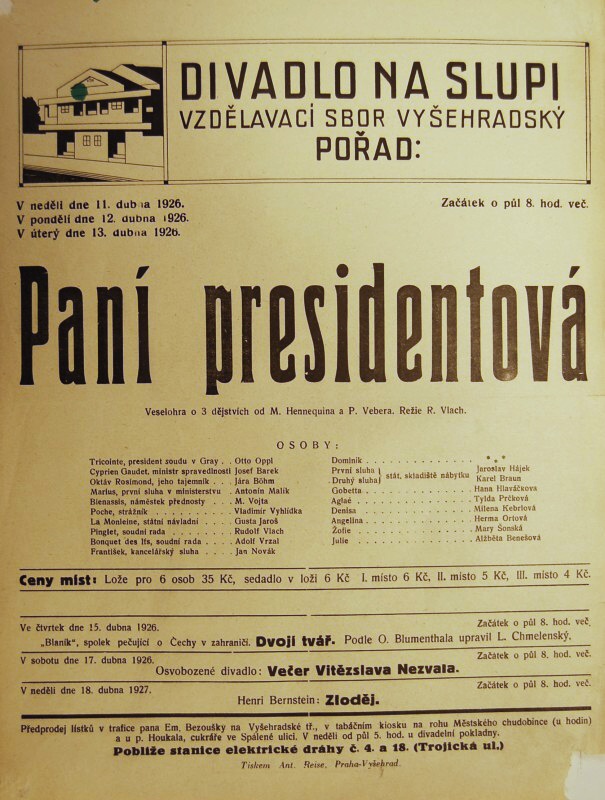 DIVADLO NA SLUPI
VZDĚLAVACÍ SBOR VYŠEHRADSKÝ
POŘAD:
V neděli dne 11. dubna 1926.
Začátek o půl 8. hod. več.
V pondělí dne 12. dubna 1926.
V úterý dne 13. dubna 1926.
Paní presidentová
Veselohra o 3 dějstvích od M. Hennequina a P. Vebera. Režie R. Vlach.
OSOBY:
Tricointe, president soudu v Gray . . Otto Oppl
Cyprien Gaudet, ministr spravedlnosti Josef Barek
Oktáv Rosimond, jeho tajemník . . Jára Böhm
Marius, první sluha v ministerstvu . Antonín Malík
Bienassis, náměstek přednosty . . . M. Vojta
Poche, strážník . . . . . . . . Vladimír Vyhlídka
La Monleine, státní návladní . . . . Gusta Jaroš
Pinglet, soudní rada . . . . . . Rudolf Vlach
Bonquet des Ifs, soudní rada . . . . Adolf Vrzal
František, kancelářský sluha . . . . Jan Novák
Dominik . . . . . . . . . . . . * * *
První sluha } stát. skladiště nábytku Jaroslav Hájek
Druhý sluha } Karel Braun
Gobetta . . . . . . . . . . . . Hana Hlaváčkova
Aglaé . . . . . . . . . . . . Tylda Prčková
Denisa . . . . . . . . . . . . Milena Kebrlová
Angelina . . . . . . . . . . . Herma Ortová
Žofie . . . . . . . . . . . . Mary Šonská
Julie . . . . . . . . . . . . Alžběta Benešová
Ceny míst: Lože pro 6 osob 35 Kč, sedadlo v loži 6 Kč I. místo 6 Kč, II. místo 5 Kč, III. místo 4 Kč.
Ve čtvrtek dne 15. dubna 1926.
Začátek o půl 8. hod. več.
„Blaník“, spolek pečující o Čechy v zahraničí. Dvojí tvář. Podle O. Blumenthala upravil L. Chmelenský.
V sobotu dne 17. dubna 1926.
Začátek o půl 8. hod. več.
Osvobozené divadlo: Večer Vitězslava Nezvala.
V neděli dne 18. dubna 1927.
Začátek o půl 8. hod. več.
Henri Bernstein: Zloděj.
Předprodej lístků v trafice pana Em. Bezoušky na Vyšehradské tř., v tabáčním kiosku na rohu Městského chudobince (u hodin)
a u p. Houkala, cukráře ve Spálené ulici. V neděli od půl 5. hod. u divadelní pokladny.
Poblíže stanice elektrické dráhy č. 4. a 18. (Trojická ul.)
Tiskem Ant. Reise, Praha-Vyšehrad.